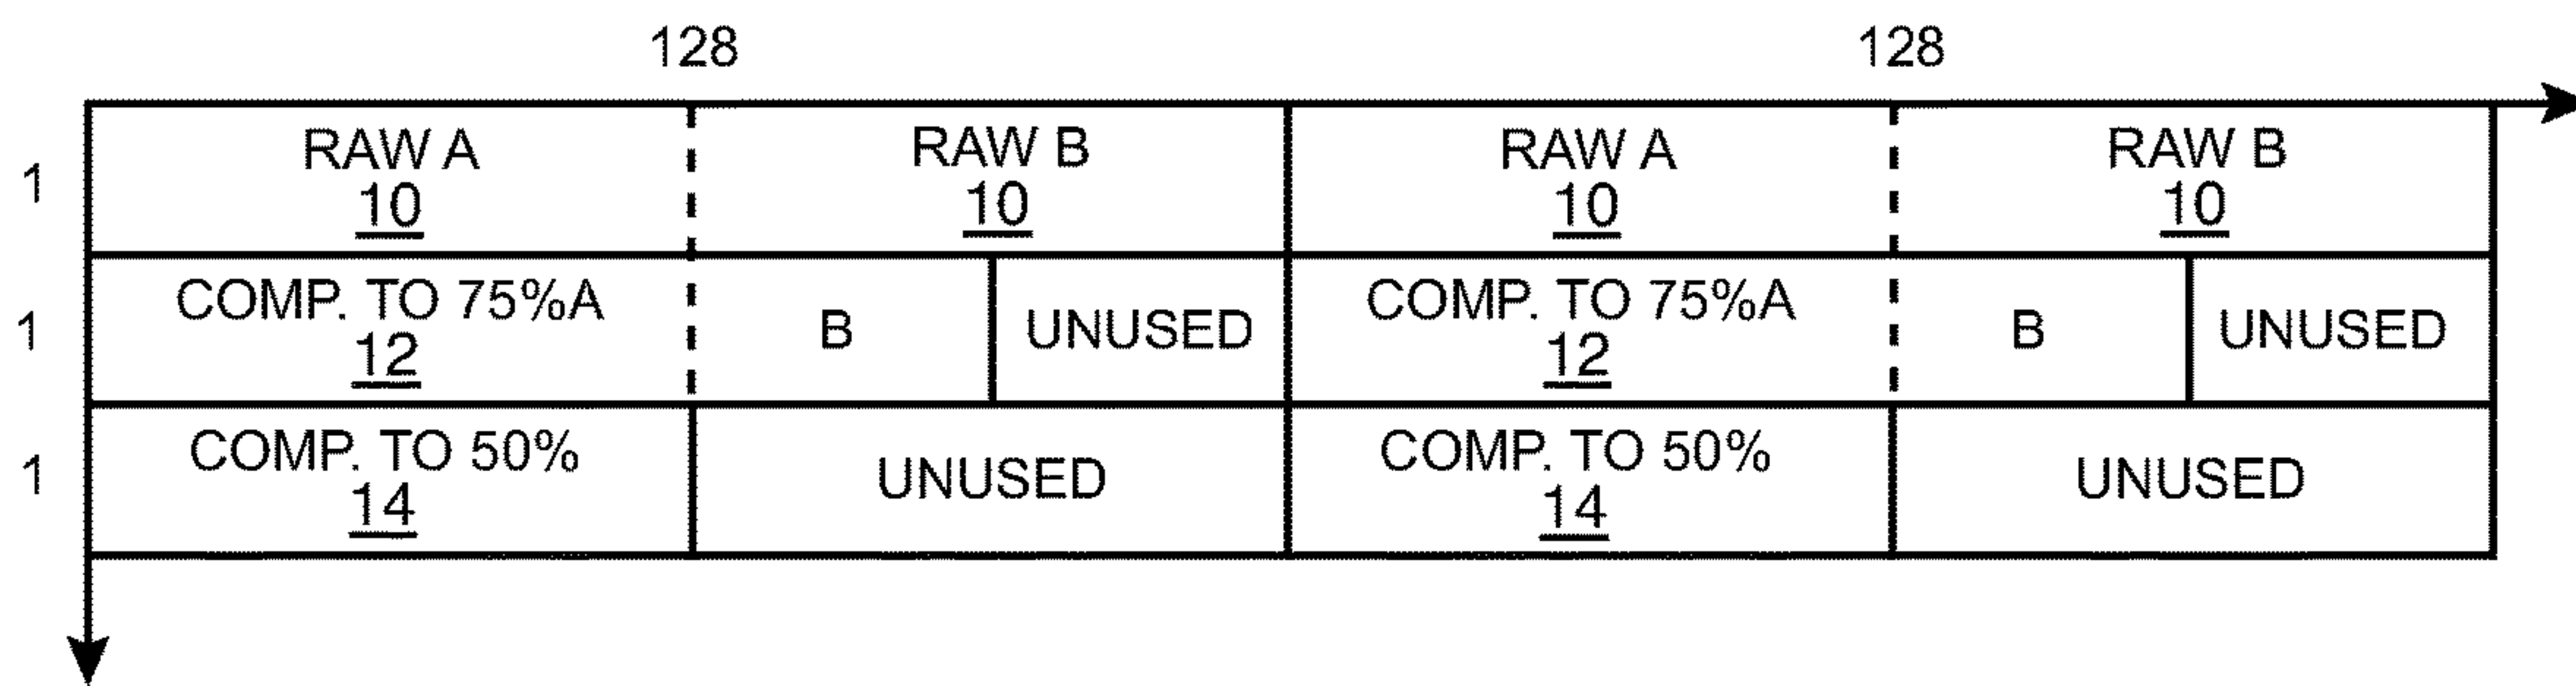 128 128
1 RAW A RAW B RAW A RAW B
10 10 10 10
1 COMP. TO 75%A B UNUSED COMP. TO 75%A B UNUSED
12 12
1 COMP. TO 50% UNUSED COMP. TO 50% UNUSED
14 14